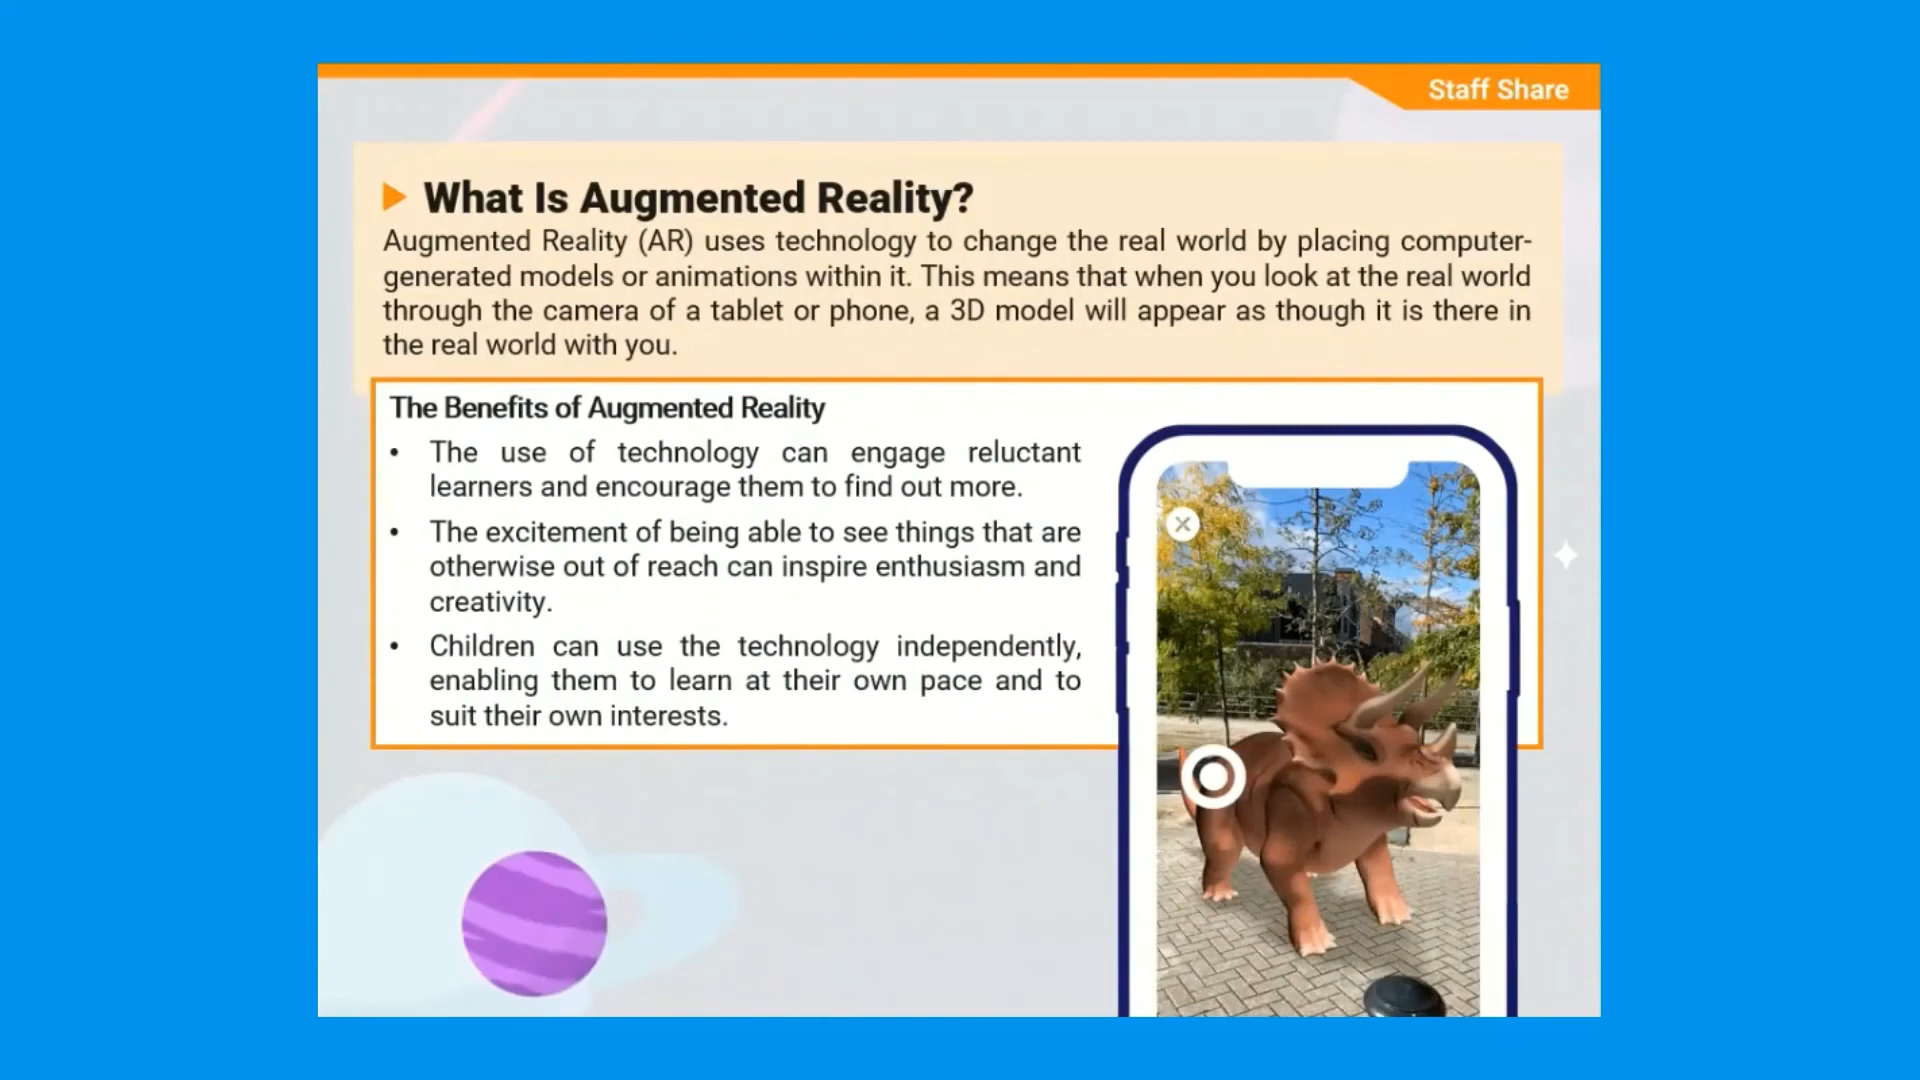 Staff Share
What Is Augmented Reality?
Augmented Reality (AR) uses technology to change the real world by placing computer-
generated models or animations within it. This means that when you look at the real world
through the camera of a tablet or phone, a 3D model will appear as though it is there in
the real world with you.
The Benefits of Augmented Reality
• The use of technology can engage reluctant
learners and encourage them to find out more.
• The excitement of being able to see things that are
otherwise out of reach can inspire enthusiasm and
creativity.
• Children can use the technology independently,
enabling them to learn at their own pace and to
suit their own interests.